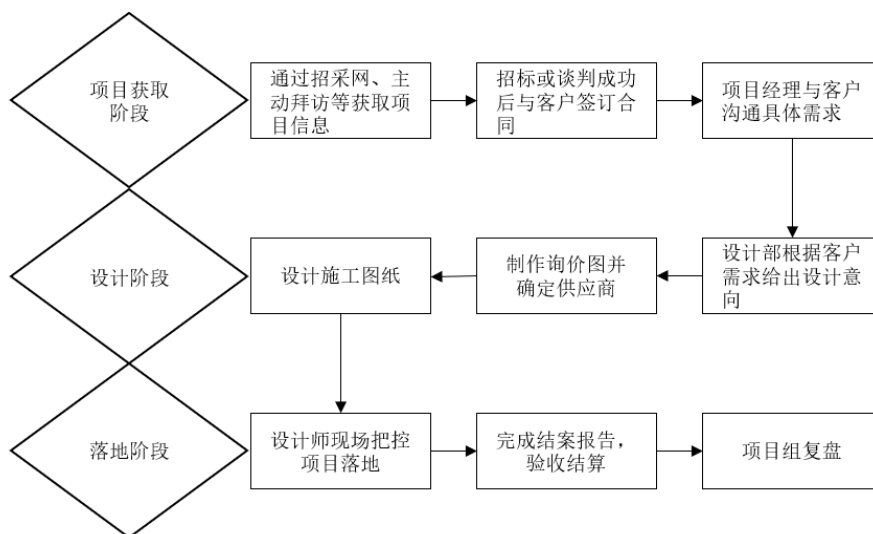 项目获取
阶段
通过招采网、主
动拜访等获取项
目信息
招标或谈判成功
后与客户签订合
同
项目经理与客户
沟通具体需求
设计阶段
设计施工图纸
制作询价图并
确定供应商
设计部根据客户
需求给出设计意
向
落地阶段
设计师现场把控
项目落地
完成结案报告，
验收结算
项目组复盘